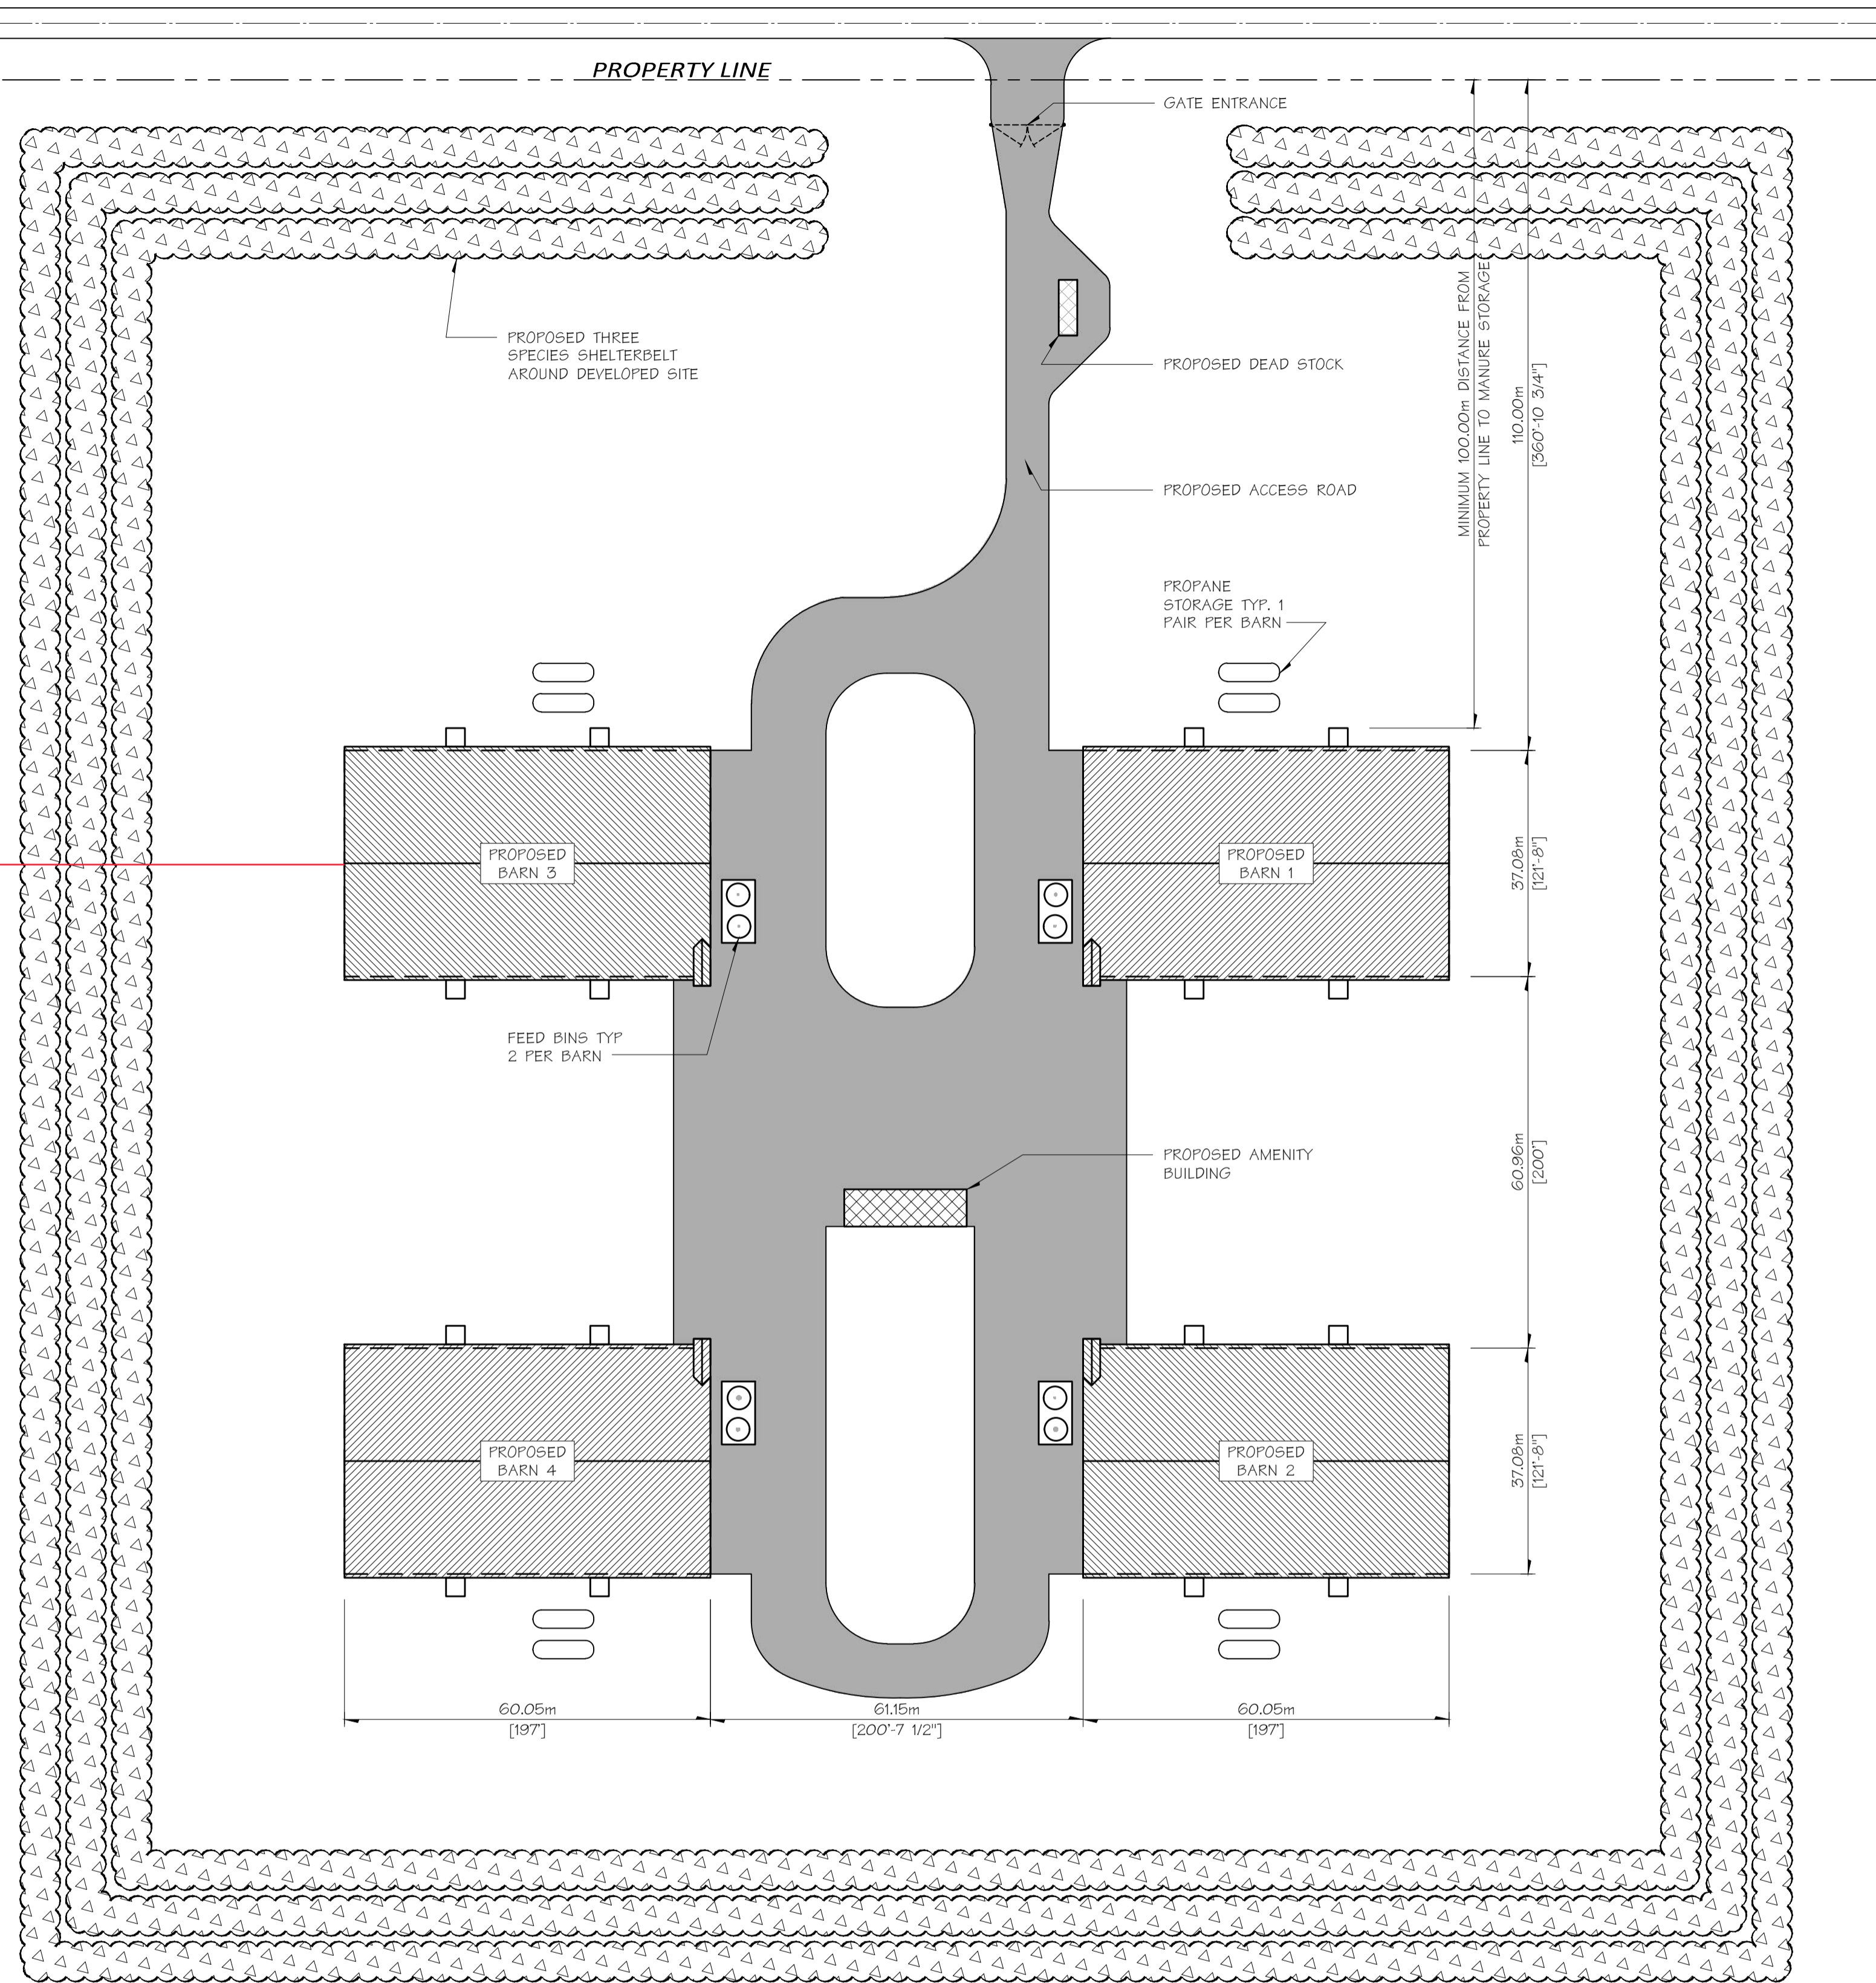 PROPERTY LINE
GATE ENTRANCE
PROPOSED THREE
SPECIES SHELTERBELT
AROUND DEVELOPED SITE
PROPOSED DEAD STOCK
MINIMUM 100.00m DISTANCE FROM
PROPERTY LINE TO MANURE STORAGE
110.00m
[360'-10 3/4"]
PROPOSED ACCESS ROAD
PROPANE
STORAGE TYP. 1
PAIR PER BARN
PROPOSED
BARN 3
PROPOSED
BARN 1
37.08m
[121'-8"]
FEED BINS TYP
2 PER BARN
PROPOSED AMENITY
BUILDING
60.96m
[200']
PROPOSED
BARN 4
PROPOSED
BARN 2
37.08m
[121'-8"]
60.05m
[197']
61.15m
[200'-7 1/2"]
60.05m
[197']